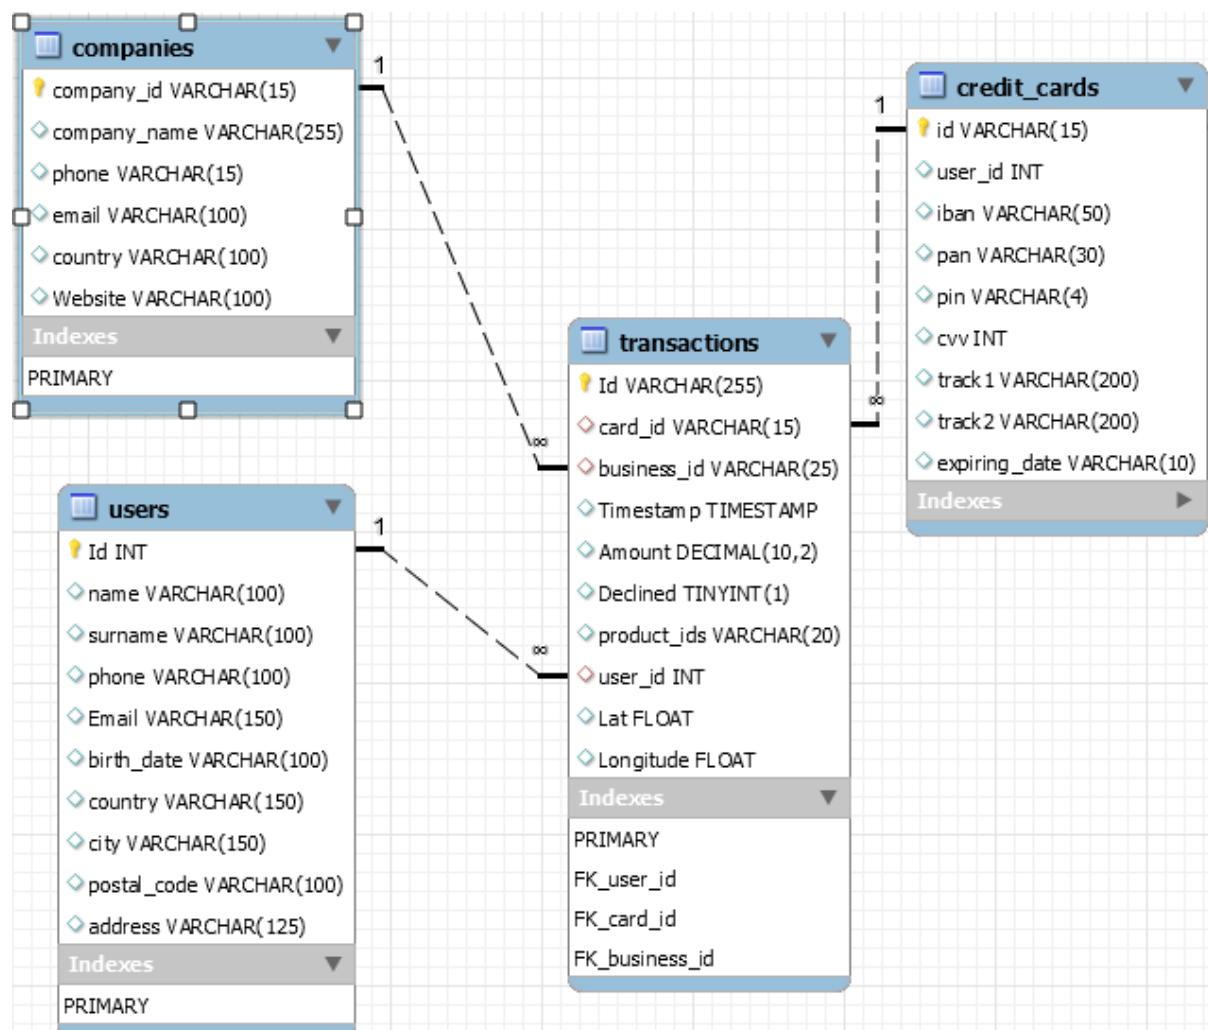 companies
company_id VARCHAR(15)
company_name VARCHAR(255)
phone VARCHAR(15)
email VARCHAR(100)
country VARCHAR(100)
Website VARCHAR(100)
Indexes
PRIMARY
1
∞
users
Id INT
name VARCHAR(100)
surname VARCHAR(100)
phone VARCHAR(100)
Email VARCHAR(150)
birth_date VARCHAR(100)
country VARCHAR(150)
city VARCHAR(150)
postal_code VARCHAR(100)
address VARCHAR(125)
Indexes
PRIMARY
1
∞
transactions
Id VARCHAR(255)
card_id VARCHAR(15)
business_id VARCHAR(25)
Timestamp TIMESTAMP
Amount DECIMAL(10,2)
Declined TINYINT(1)
product_ids VARCHAR(20)
user_id INT
Lat FLOAT
Longitude FLOAT
Indexes
PRIMARY
FK_user_id
FK_card_id
FK_business_id
1
∞
credit_cards
id VARCHAR(15)
user_id INT
iban VARCHAR(50)
pan VARCHAR(30)
pin VARCHAR(4)
cvv INT
track1 VARCHAR(200)
track2 VARCHAR(200)
expiring_date VARCHAR(10)
Indexes